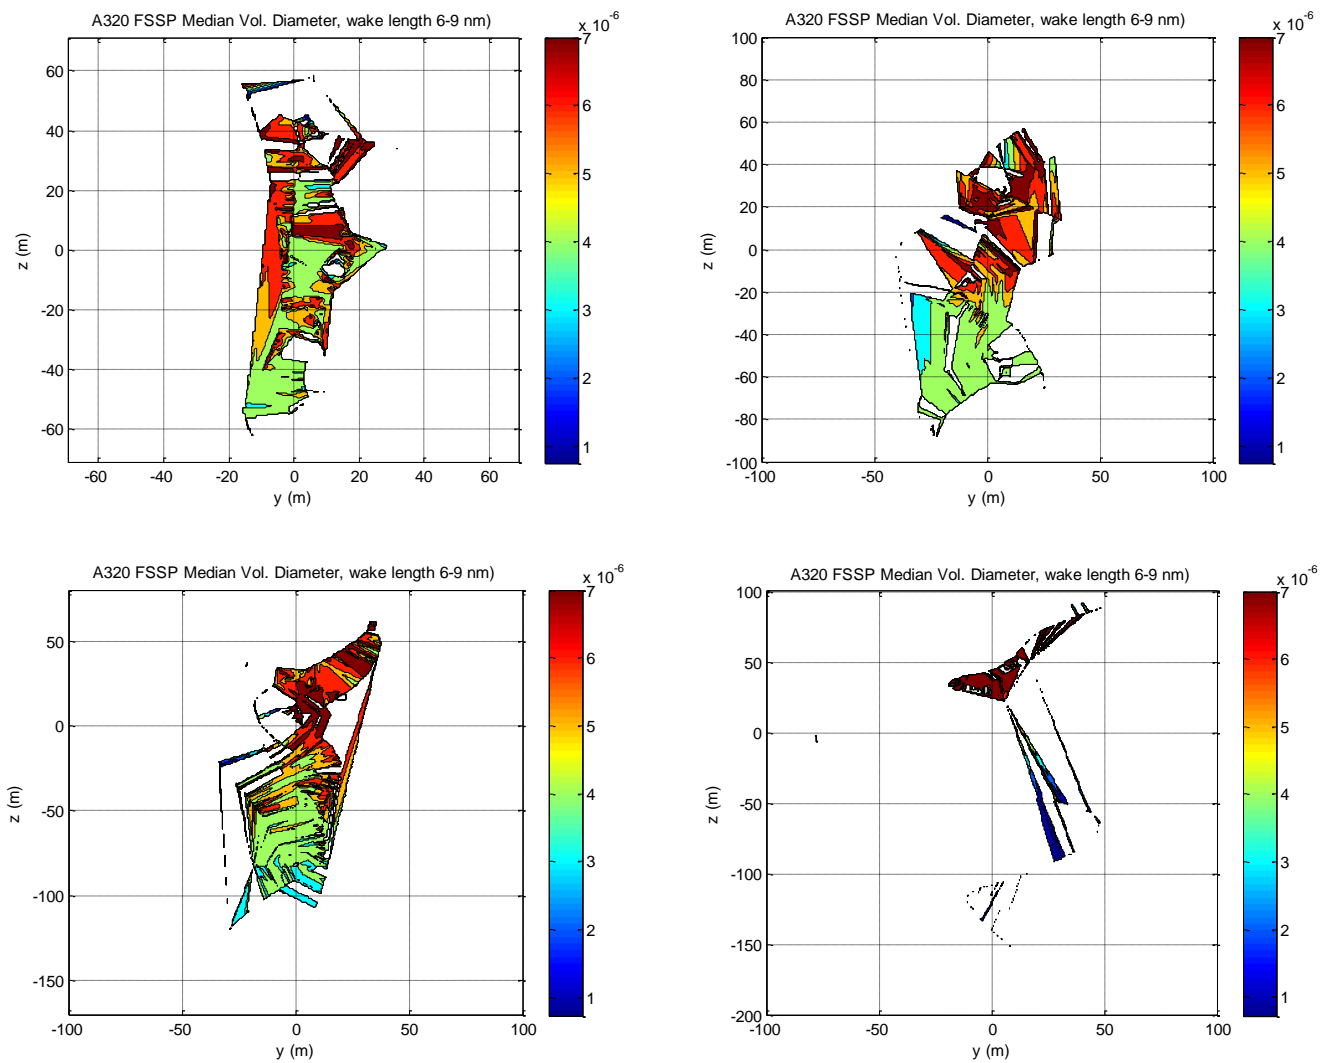 A320 FSSP Median Vol. Diameter, wake length 6-9 nm)
x 10^-6
60
40
20
0
-20
-40
-60
z (m)
-60 -40 -20 0 20 40 60
y (m)
7
6
5
4
3
2
1
A320 FSSP Median Vol. Diameter, wake length 6-9 nm)
x 10^-6
100
80
60
40
20
0
-20
-40
-60
-80
-100
z (m)
-100 -50 0 50 100
y (m)
7
6
5
4
3
2
1
A320 FSSP Median Vol. Diameter, wake length 6-9 nm)
x 10^-6
50
0
-50
-100
-150
z (m)
-100 -50 0 50 100
y (m)
7
6
5
4
3
2
1
A320 FSSP Median Vol. Diameter, wake length 6-9 nm)
x 10^-6
100
50
0
-50
-100
-150
-200
z (m)
-100 -50 0 50 100
y (m)
7
6
5
4
3
2
1